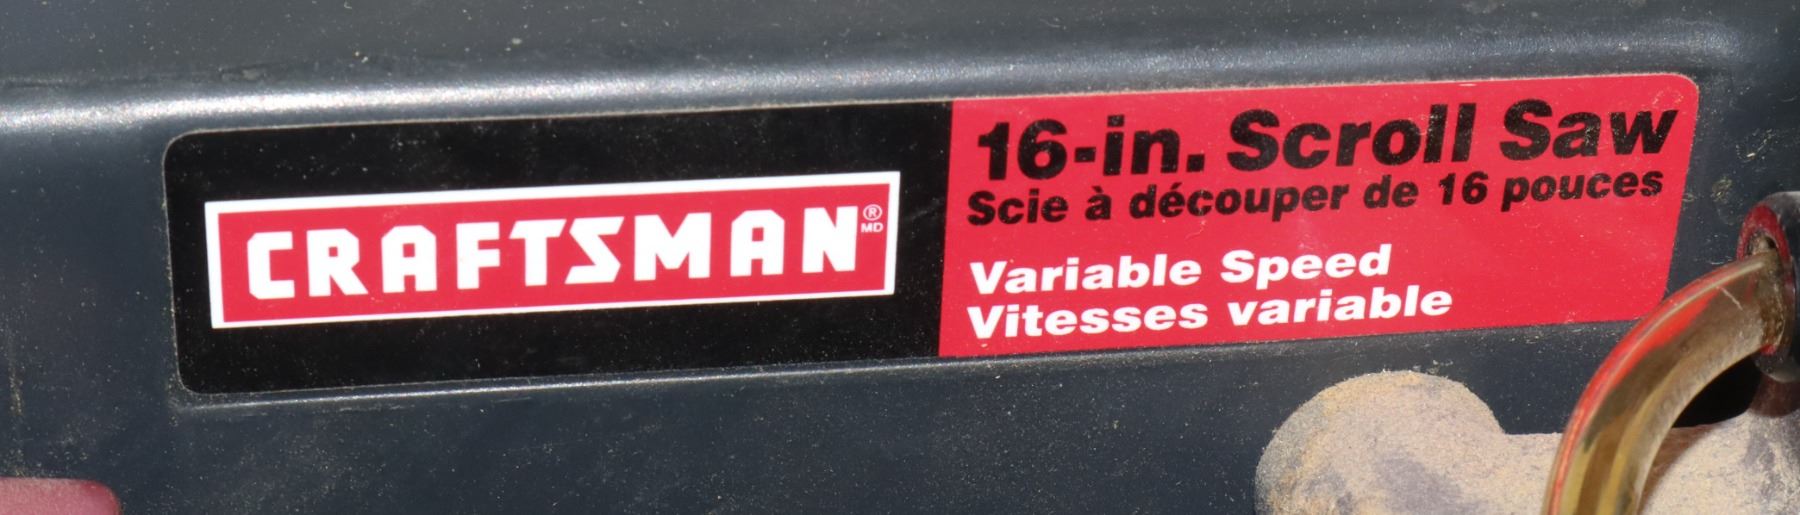 CRAFTSMAN® MD
16-in. Scroll Saw
Scie à découper de 16 pouces
Variable Speed
Vitesses variable